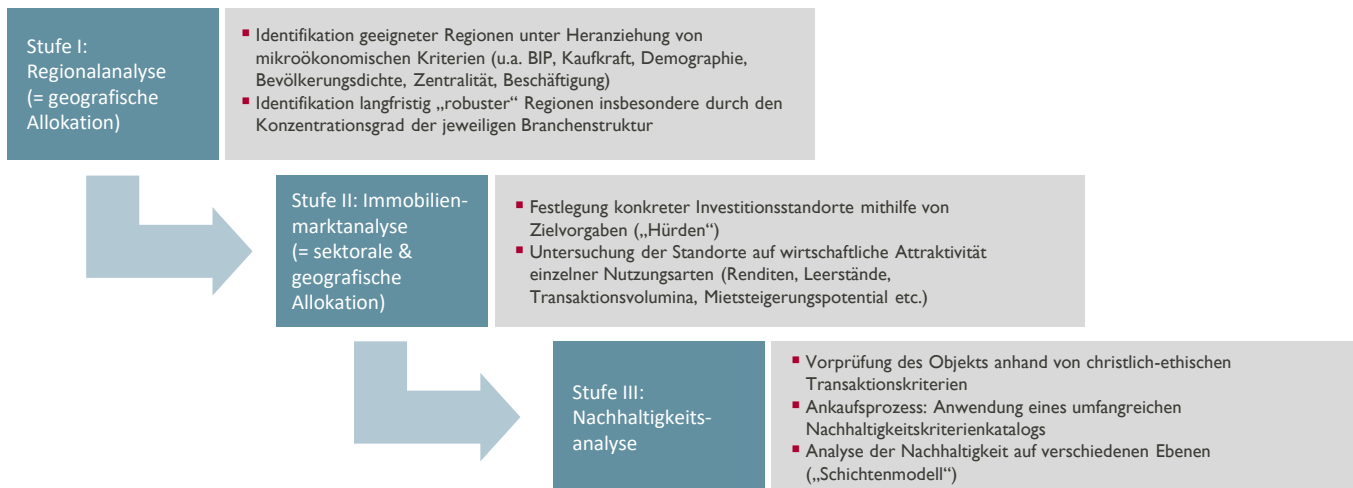 Stufe I:
Regionalanalyse
(= geografische
Allokation)
▪ Identifikation geeigneter Regionen unter Heranziehung von
mikroökonomischen Kriterien (u.a. BIP, Kaufkraft, Demographie,
Bevölkerungsdichte, Zentralität, Beschäftigung)
▪ Identifikation langfristig „robuster“ Regionen insbesondere durch den
Konzentrationsgrad der jeweiligen Branchenstruktur
Stufe II: Immobilien-
marktanalyse
(= sektorale &
geografische
Allokation)
▪ Festlegung konkreter Investitionsstandorte mithilfe von
Zielvorgaben („Hürden“)
▪ Untersuchung der Standorte auf wirtschaftliche Attraktivität
einzelner Nutzungsarten (Renditen, Leerstände,
Transaktionsvolumina, Mietsteigerungspotential etc.)
Stufe III:
Nachhaltigkeits-
analyse
▪ Vorprüfung des Objekts anhand von christlich-ethischen
Transaktionskriterien
▪ Ankaufsprozess: Anwendung eines umfangreichen
Nachhaltigkeitskriterienkatalogs
▪ Analyse der Nachhaltigkeit auf verschiedenen Ebenen
(„Schichtenmodell“)